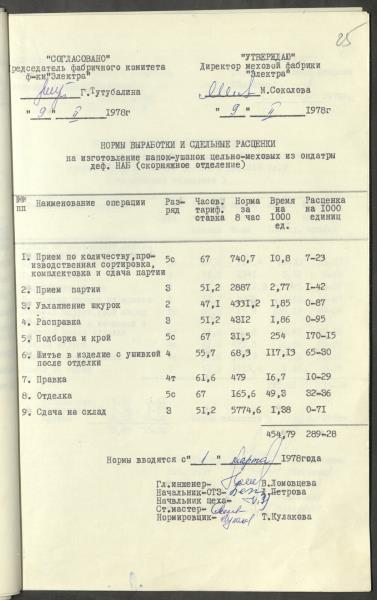 25
"СОГЛАСОВАНО" "УТВЕРЖДАЮ"
Председатель фабричного комитета Директор меховой фабрики
ф-ки"Электра" "Электра"
Г.Тутубалина М.Соколова
"9" II 1978г "9" II 1978г
НОРМЫ ВЫРАБОТКИ И СДЕЛЬНЫЕ РАСЦЕНКИ
на изготовление шапок-ушанок цельно-меховых из ондатры
деф. НАБ (скорняжное отделение)
№№ пп Наименование операции Раз-ряд Часов. тариф. ставка Норма за 8 час Время на 1000 ед. Расценка на 1000 единиц
1. Прием по количеству,про- 5с 67 740,7 10,8 7-23
изводственная сортировка,
комплектовка и сдача партии
2. Прием партии 3 51,2 2887 2,77 1-42
3. Увлажнение шкурок 2 47,1 4331,2 1,85 0-87
4. Расправка 3 51,2 4312 1,86 0-95
5. Подборка и крой 5с 67 31,5 254 170-15
6. Шитье в изделие с ушивкой 4 55,7 68,3 117,13 65-30
после отделки
7. Правка 4т 61,6 479 16,7 10-29
8. Отделка 5с 67 165,6 49,3 32-36
9. Сдача на склад 3 51,2 5774,6 1,38 0-71
454,79 289-28
Нормы вводятся с" 1 " марта 1978года
Гл.инженер- В.Ломовцева
Начальник-ОТЗ- Петрова
Начальник цеха-
Ст.мастер-
Нормировщик- Т.Кулакова